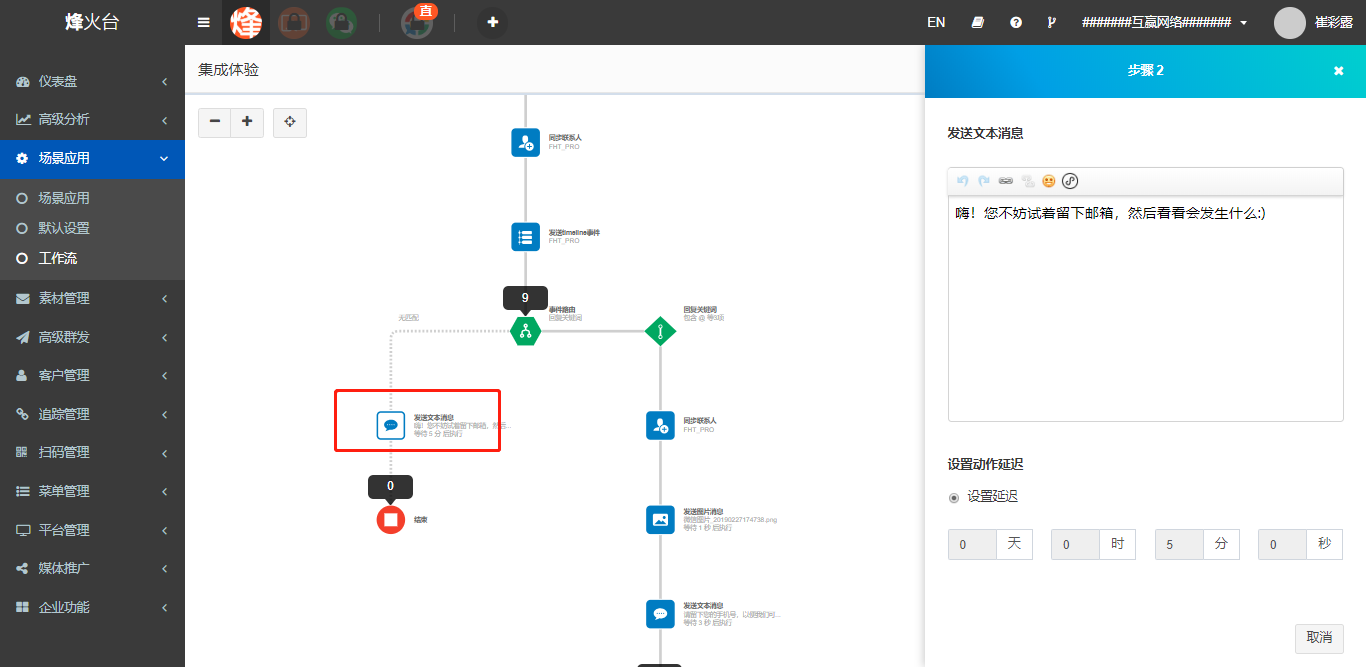 烽火台
烽
直
EN
#######互赢网络#######
崔彩露
仪表盘
高级分析
场景应用
场景应用
默认设置
工作流
素材管理
高级群发
客户管理
追踪管理
扫码管理
菜单管理
平台管理
媒体推广
企业功能
集成体验
同步联系人
FHT_PRO
发送timeline事件
FHT_PRO
9
事件路由
回复关键词
无匹配
回复关键词
包含 @ 等3项
发送文本消息
嗨！您不妨试着留下邮箱，然后...
等待 5 分 后执行
0
结束
同步联系人
FHT_PRO
发送图片消息
微信图片_20190227174738.png
等待 1 秒 后执行
发送文本消息
请留下您的手机号，以便我们可...
等待 3 秒 后执行
步骤 2
发送文本消息
嗨！您不妨试着留下邮箱，然后看看会发生什么:)
设置动作延迟
设置延迟
0 天 0 时 5 分 0 秒
取消